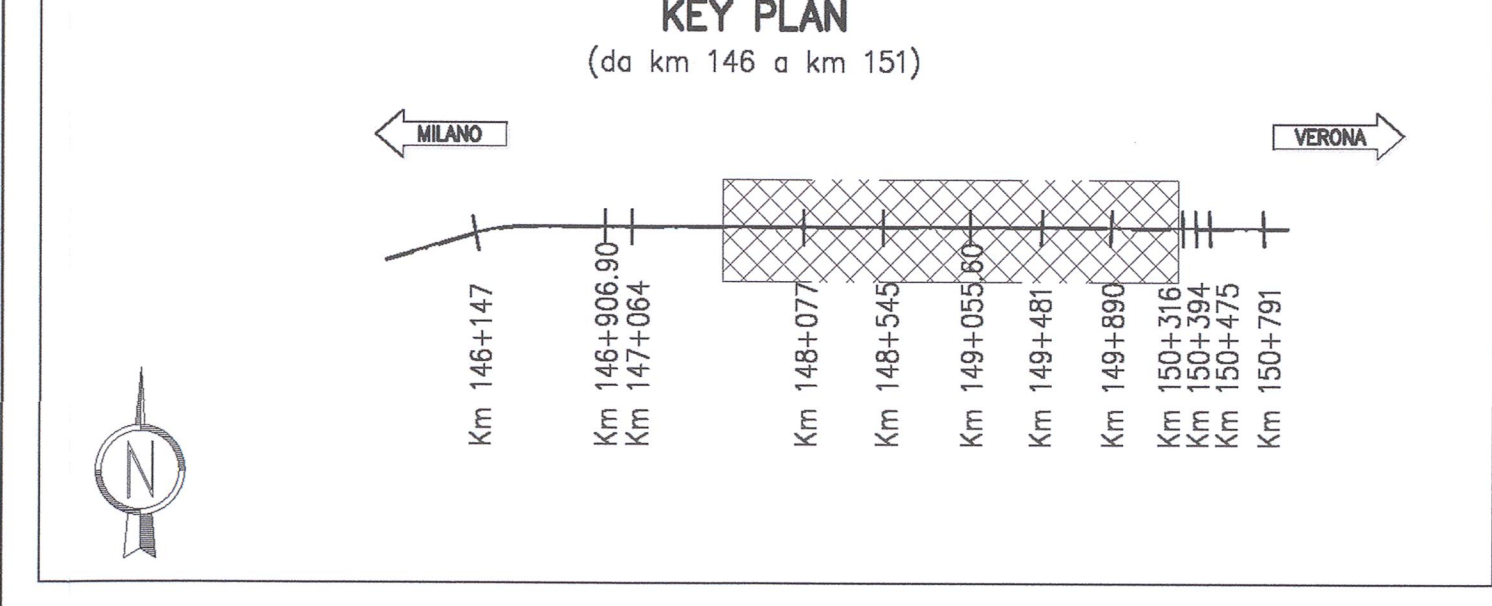 KEY PLAN
(da km 146 a km 151)
MILANO
VERONA
Km 146+147
Km 146+906.90
Km 147+064
Km 148+077
Km 148+545
Km 149+055.60
Km 149+481
Km 149+890
Km 150+316
Km 150+394
Km 150+475
Km 150+791
N